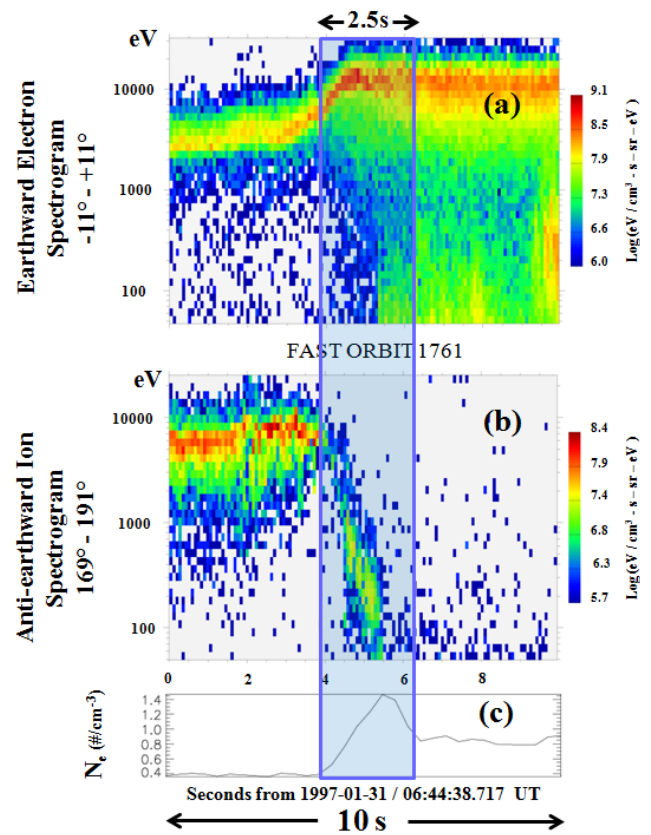 2.5s
eV
10000
1000
100
(a)
Earthward Electron
Spectrogram
-11° - +11°
9.1
8.5
7.9
7.3
6.6
6.0
Log(eV / cm² - s – sr – eV)
FAST ORBIT 1761
eV
10000
1000
100
(b)
Anti-earthward Ion
Spectrogram
169° - 191°
8.4
7.9
7.4
6.8
6.3
5.7
Log(eV / cm² - s – sr – eV)
0 2 4 6 8
1.4
1.2
1.0
0.8
0.6
0.4
Nₑ (#/cm⁻³)
(c)
Seconds from 1997-01-31 / 06:44:38.717 UT
10 s